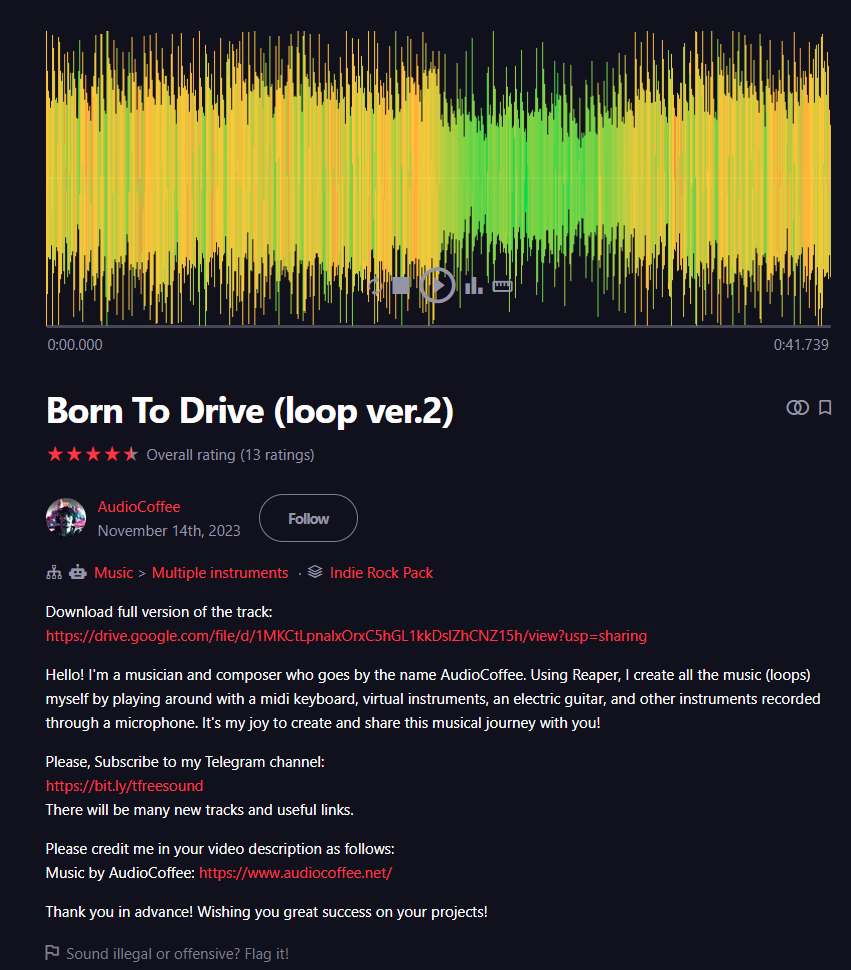 0:00.000 0:41.739
Born To Drive (loop ver.2)
Overall rating (13 ratings)
AudioCoffee
November 14th, 2023
Follow
Music > Multiple instruments · Indie Rock Pack
Download full version of the track:
https://drive.google.com/file/d/1MKCtLpnalxOrxC5hGL1kkDsIZhCNZ15h/view?usp=sharing
Hello! I'm a musician and composer who goes by the name AudioCoffee. Using Reaper, I create all the music (loops)
myself by playing around with a midi keyboard, virtual instruments, an electric guitar, and other instruments recorded
through a microphone. It's my joy to create and share this musical journey with you!
Please, Subscribe to my Telegram channel:
https://bit.ly/tfreesound
There will be many new tracks and useful links.
Please credit me in your video description as follows:
Music by AudioCoffee: https://www.audiocoffee.net/
Thank you in advance! Wishing you great success on your projects!
Sound illegal or offensive? Flag it!